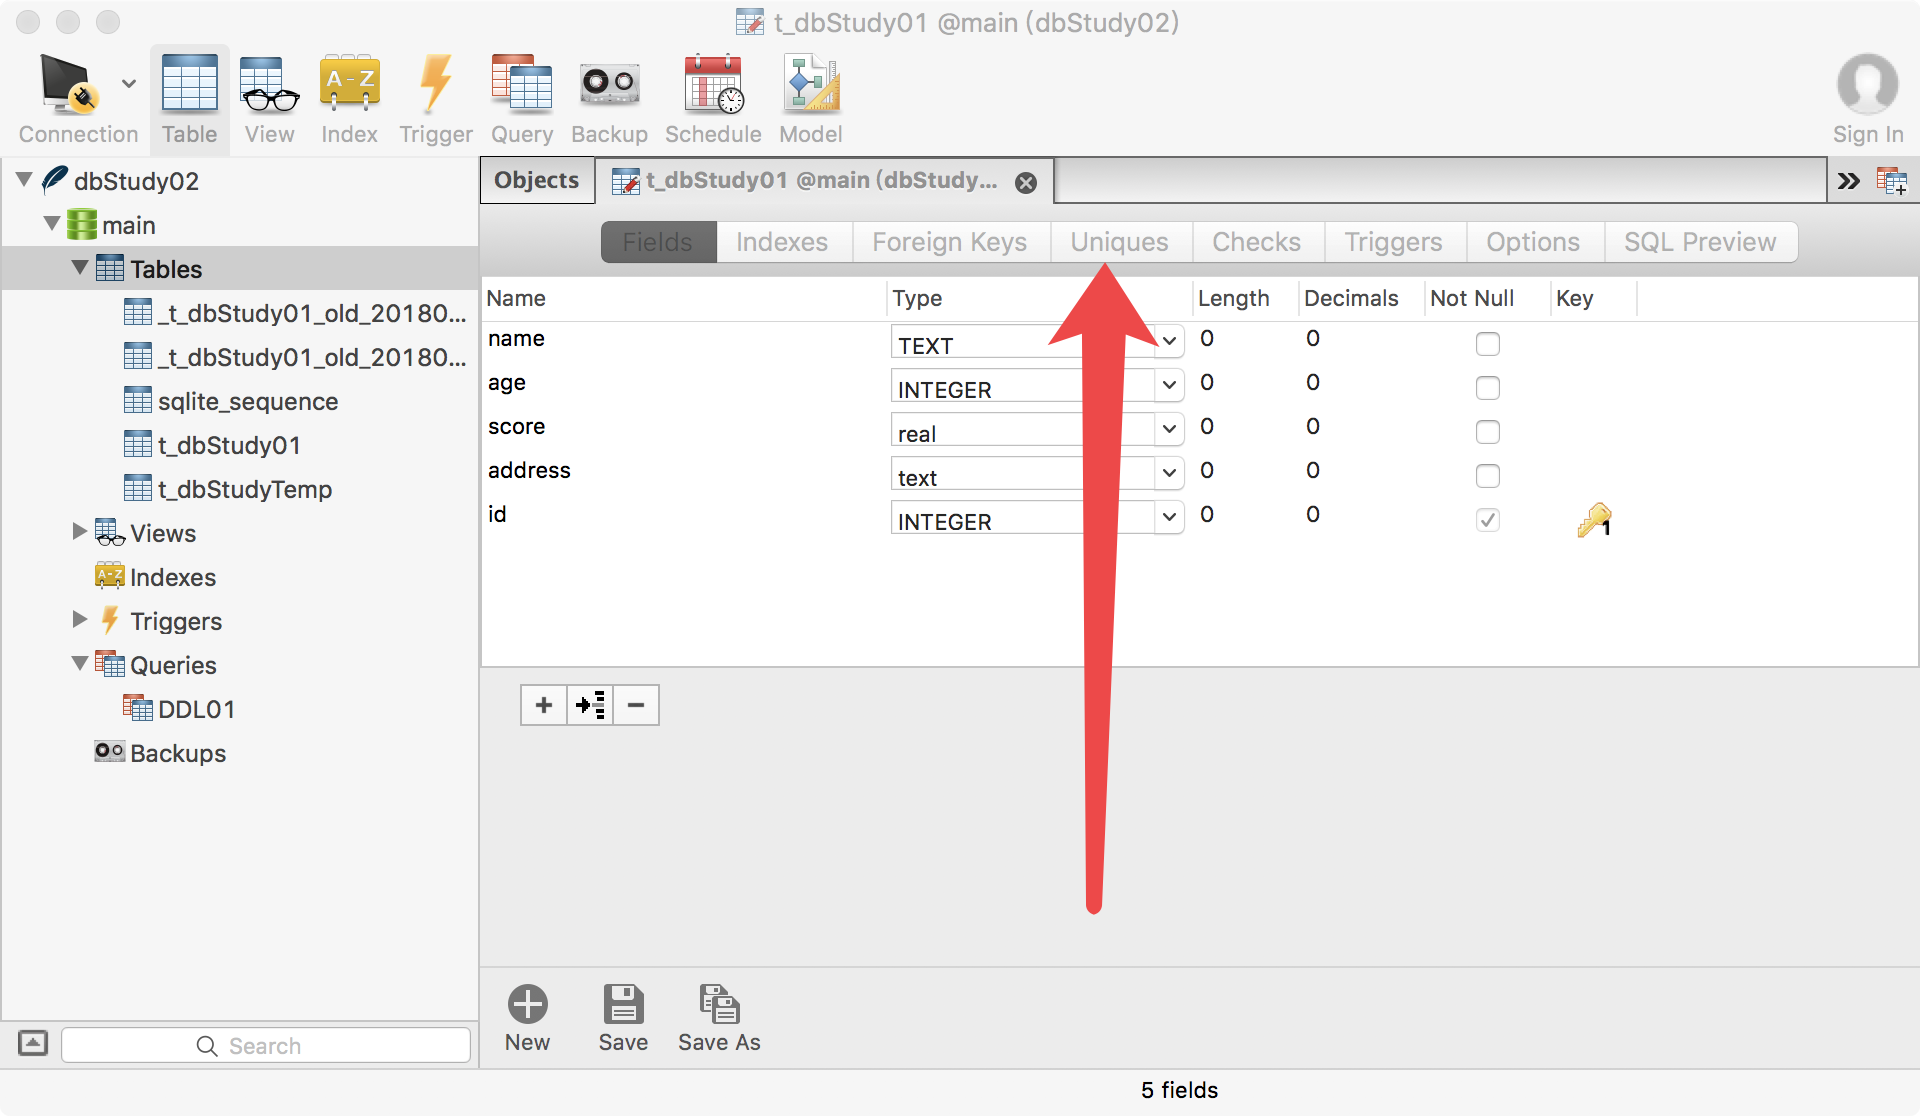 t_dbStudy01 @main (dbStudy02)
A-Z
Connection Table View Index Trigger Query Backup Schedule Model Sign In
dbStudy02
main
Tables
_t_dbStudy01_old_20180...
_t_dbStudy01_old_20180...
sqlite_sequence
t_dbStudy01
t_dbStudyTemp
Views
A-Z Indexes
Triggers
Queries
DDL01
Backups
Search
Objects t_dbStudy01 @main (dbStudy...
Fields Indexes Foreign Keys Uniques Checks Triggers Options SQL Preview
Name Type Length Decimals Not Null Key
name TEXT 0 0
age INTEGER 0 0
score real 0 0
address text 0 0
id INTEGER 0 0 1
New Save Save As
5 fields